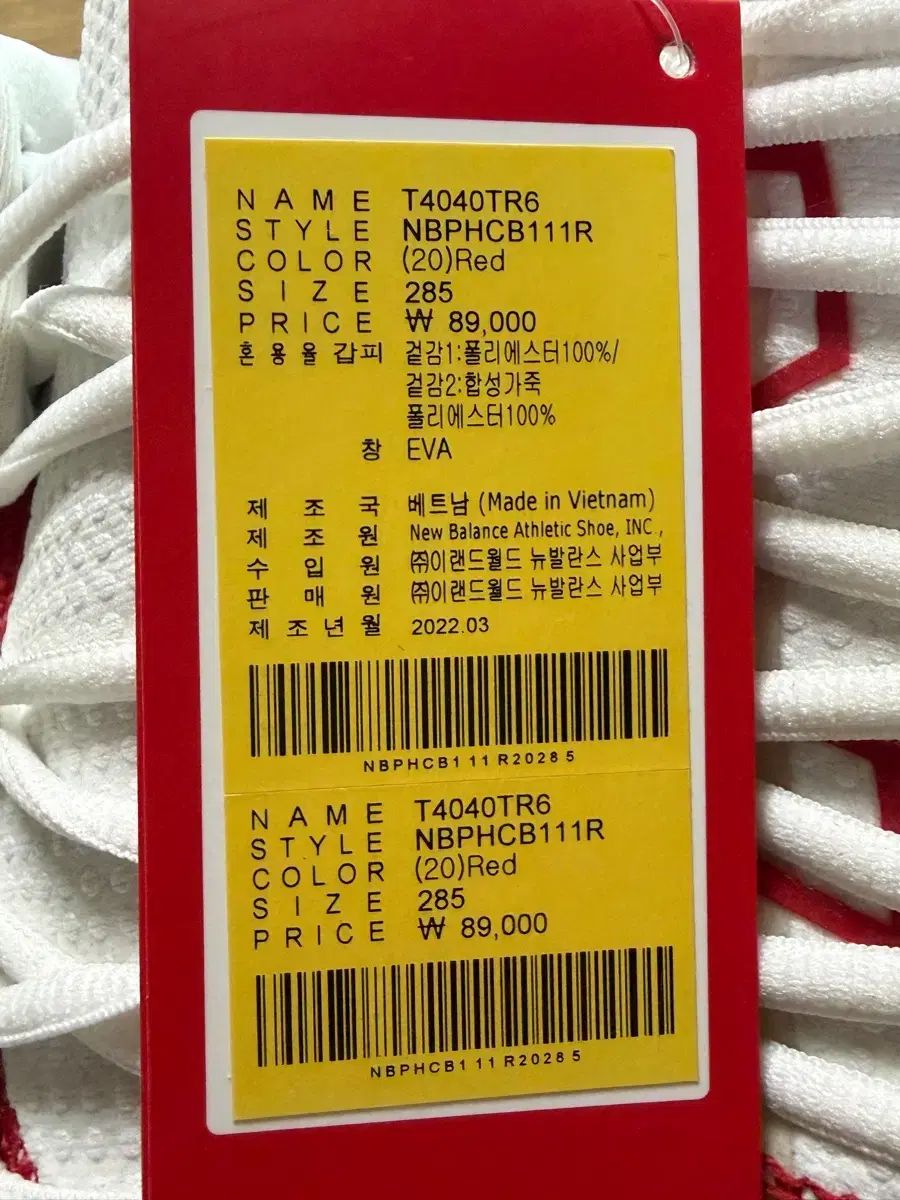 NAME T4040TR6
STYLE NBPHCB111R
COLOR (20)Red
SIZE 285
PRICE ₩ 89,000
혼용율갑피 겉감1:폴리에스터100%/
겉감2:합성가죽
폴리에스터100%
창 EVA
제조국 베트남 (Made in Vietnam)
제조원 New Balance Athletic Shoe, INC.,
수입원 ㈜이랜드월드 뉴발란스 사업부
판매원 ㈜이랜드월드 뉴발란스 사업부
제조년월 2022.03
NBPHCB111R20285
NAME T4040TR6
STYLE NBPHCB111R
COLOR (20)Red
SIZE 285
PRICE ₩ 89,000
NBPHCB111R20285